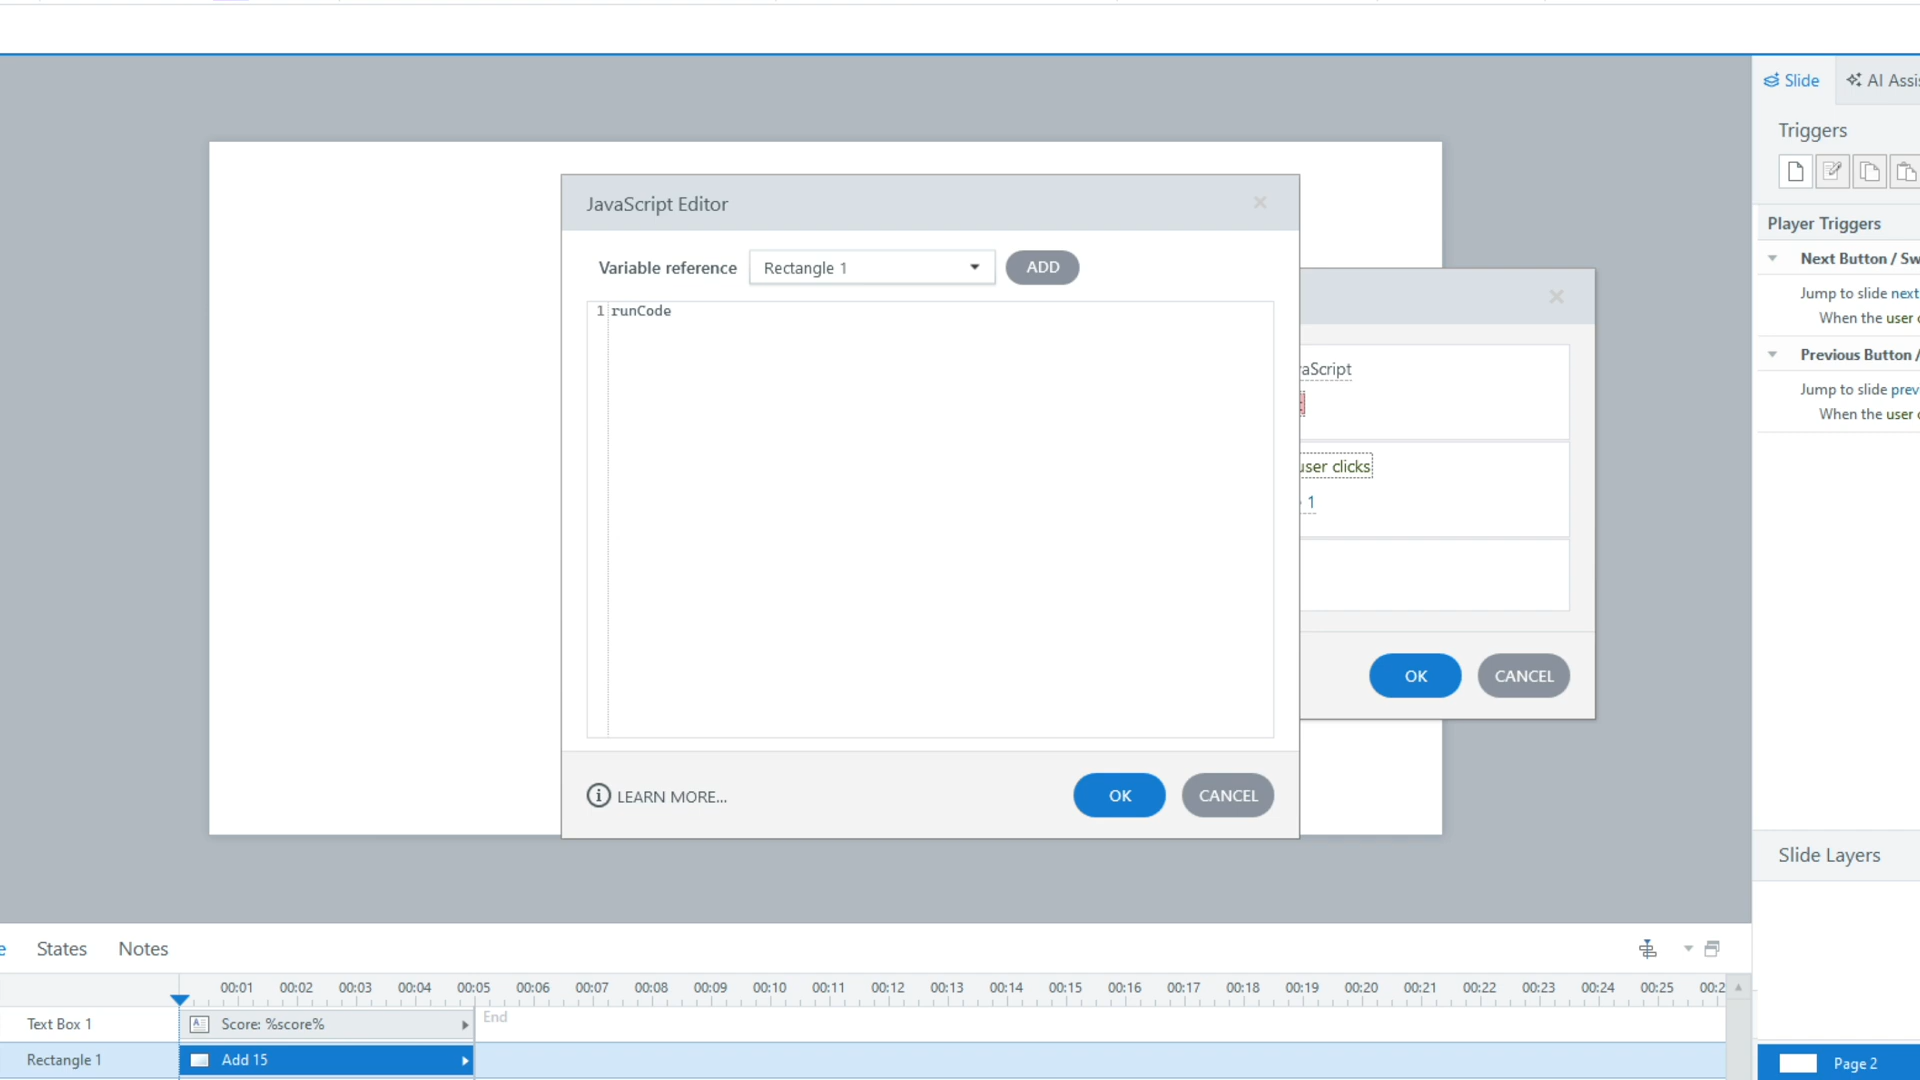 Slide
AI Assi
Triggers
Player Triggers
Next Button / Sw
Jump to slide next
When the user c
Previous Button /
Jump to slide prev
When the user c
JavaScript Editor
Variable reference
Rectangle 1
ADD
1 runCode
aScript
user clicks
1
OK
CANCEL
LEARN MORE...
OK
CANCEL
Slide Layers
e
States
Notes
00:01 00:02 00:03 00:04 00:05 00:06 00:07 00:08 00:09 00:10 00:11 00:12 00:13 00:14 00:15 00:16 00:17 00:18 00:19 00:20 00:21 00:22 00:23 00:24 00:25 00:2
Text Box 1
Score: %score%
End
Rectangle 1
Add 15
Page 2